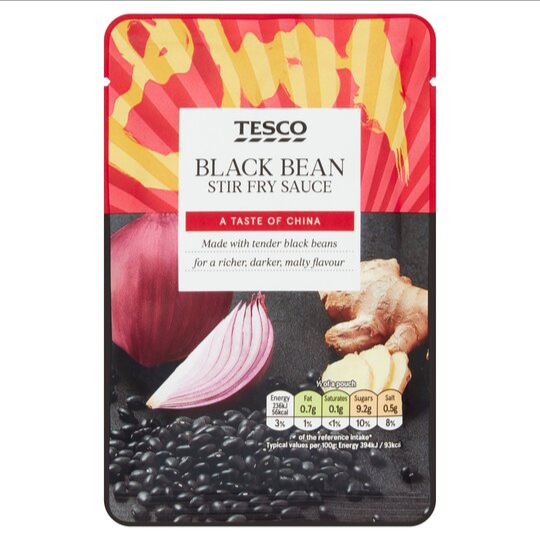 TESCO
BLACK BEAN
STIR FRY SAUCE
A TASTE OF CHINA
Made with tender black beans
for a richer, darker, malty flavour
of a pouch
Energy Fat Saturates Sugars Salt
236kJ
56kcal 0.7g 0.1g 9.2g 0.5g
3% 1% <1% 10% 8%
of the reference intake*
Typical values per 100g: Energy 394kJ / 93kcal